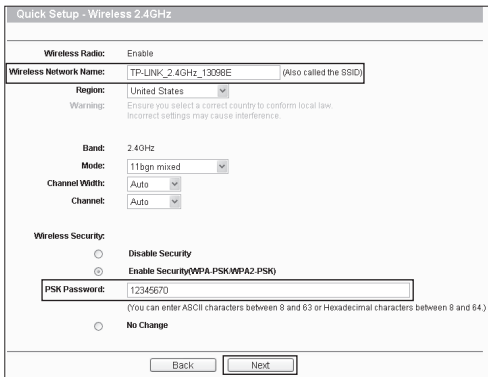 Quick Setup - Wireless 2.4GHz
Wireless Radio: Enable
Wireless Network Name: TP-LINK_2.4GHz_13098E (Also called the SSID)
Region: United States
Warning: Ensure you select a correct country to conform local law.
Incorrect settings may cause interference.
Band: 2.4GHz
Mode: 11bgn mixed
Channel Width: Auto
Channel: Auto
Wireless Security:
Disable Security
Enable Security(WPA-PSK/WPA2-PSK)
PSK Password: 12345670
(You can enter ASCII characters between 8 and 63 or Hexadecimal characters between 8 and 64.)
No Change
Back Next